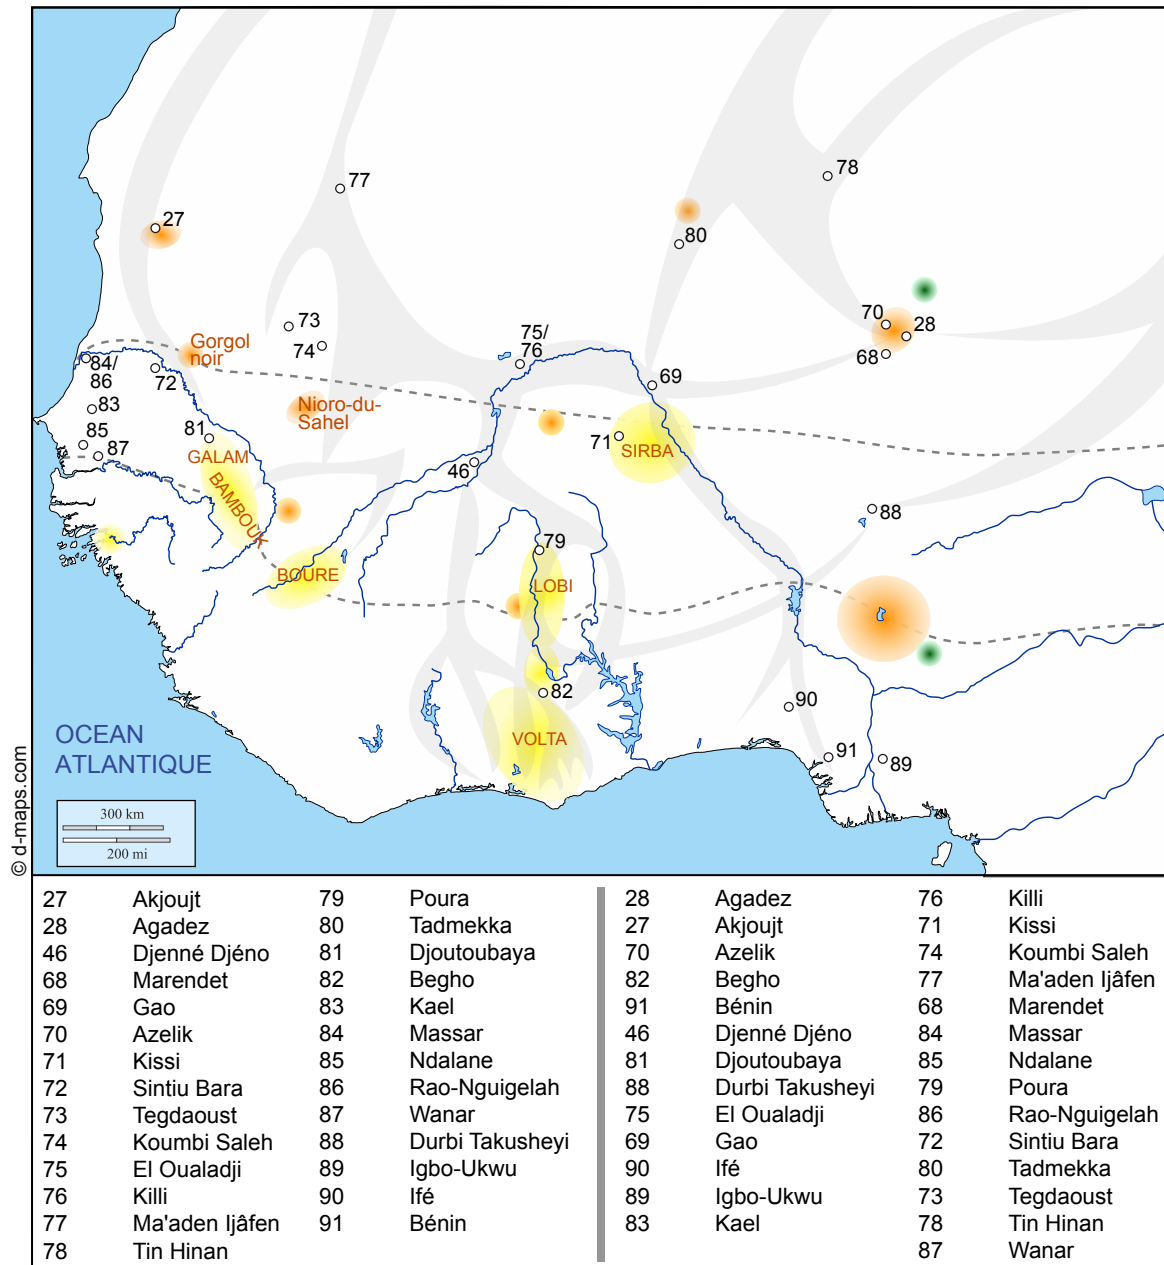 77
78
27
80
73
74
75/
76
70
28
68
Gorgol
noir
84/
86
72
69
83
Nioro-du-
Sahel
85
81
71
87
GALAM
SIRBA
46
BAMBOUK
88
79
BOURE
LOBI
82
90
VOLTA
OCEAN
ATLANTIQUE
91
89
300 km
200 mi
© d-maps.com
27 Akjoujt
28 Agadez
46 Djenné Djéno
68 Marendet
69 Gao
70 Azelik
71 Kissi
72 Sintiu Bara
73 Tegdaoust
74 Koumbi Saleh
75 El Oualadji
76 Killi
77 Ma'aden Ijâfen
78 Tin Hinan
79 Poura
80 Tadmekka
81 Djoutoubaya
82 Begho
83 Kael
84 Massar
85 Ndalane
86 Rao-Nguigelah
87 Wanar
88 Durbi Takusheyi
89 Igbo-Ukwu
90 Ifé
91 Bénin
28 Agadez
27 Akjoujt
70 Azelik
82 Begho
91 Bénin
46 Djenné Djéno
81 Djoutoubaya
88 Durbi Takusheyi
75 El Oualadji
69 Gao
90 Ifé
89 Igbo-Ukwu
83 Kael
76 Killi
71 Kissi
74 Koumbi Saleh
77 Ma'aden Ijâfen
68 Marendet
84 Massar
85 Ndalane
79 Poura
86 Rao-Nguigelah
72 Sintiu Bara
80 Tadmekka
73 Tegdaoust
78 Tin Hinan
87 Wanar